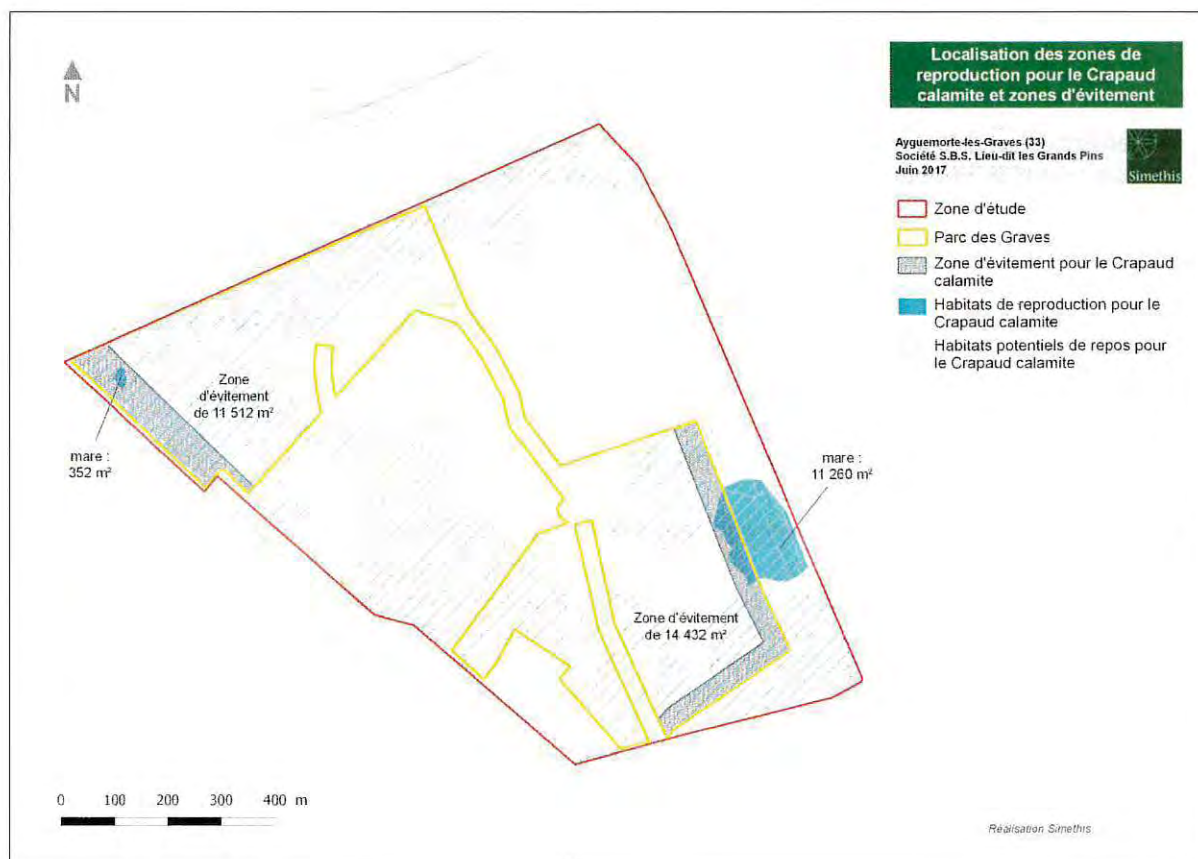 Localisation des zones de
reproduction pour le Crapaud
calamite et zones d'évitement
N
Ayguemorte-les-Graves (33)
Société S.B.S. Lieu-dit les Grands Pins
Juin 2017
Simethis
Zone d'étude
Parc des Graves
Zone d'évitement pour le Crapaud
calamite
Habitats de reproduction pour le
Crapaud calamite
Habitats potentiels de repos pour
le Crapaud calamite
Zone
d'évitement
de 11 512 m²
mare :
352 m²
mare :
11 260 m²
Zone d'évitement
de 14 432 m²
0 100 200 300 400 m
Réalisation Simethis